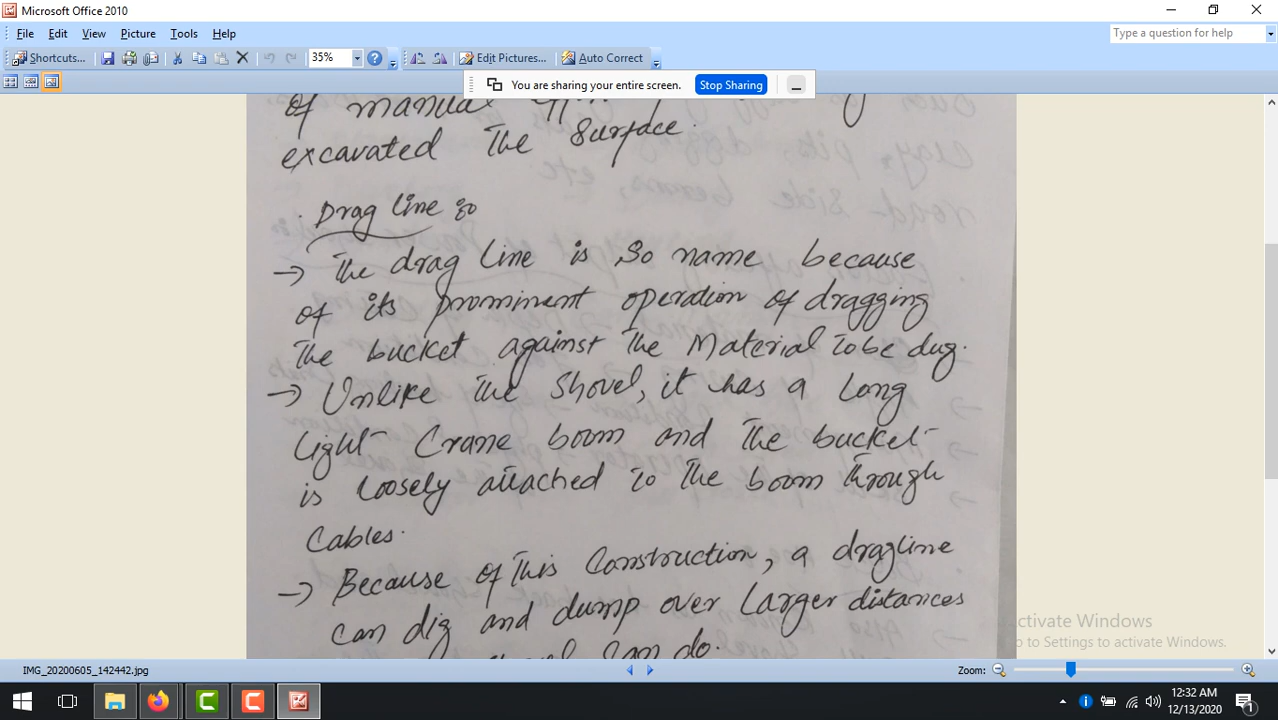 Microsoft Office 2010
File Edit View Picture Tools Help
Type a question for help
Shortcuts...
35%
Edit Pictures...
Auto Correct
You are sharing your entire screen.
Stop Sharing
of manual
excavated The Surface.
Drag line
→ The drag line is so name because
of its prominent operation of dragging
The bucket against The Material to be dug.
→ Unlike The Shovel, it has a Long
Light Crane boom and The bucket
is Loosely attached to The boom Through
Cables.
→ Because of This Construction, a dragline
can dig and dump over Larger distances
can do.
Activate Windows
Go to Settings to activate Windows.
IMG_20200605_142442.jpg
Zoom:
12:32 AM
12/13/2020
1